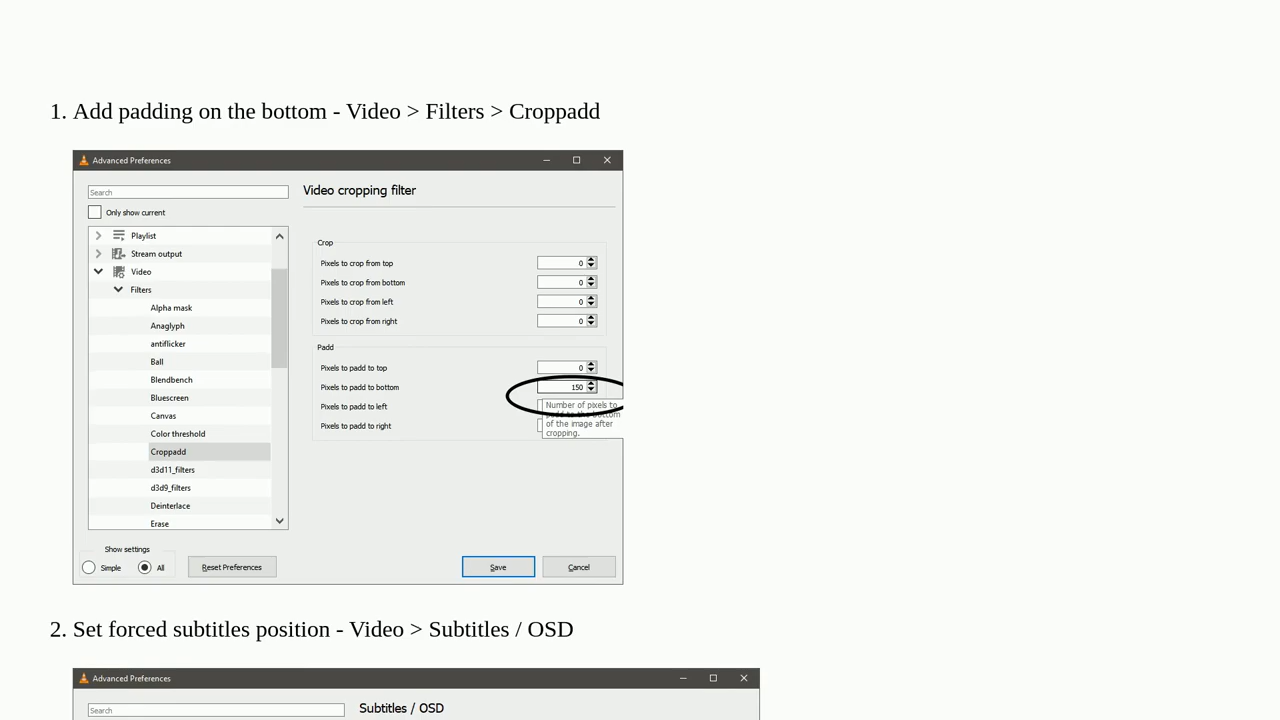 1. Add padding on the bottom - Video > Filters > Croppadd
Advanced Preferences
Search
Only show current
Playlist
Stream output
Video
Filters
Alpha mask
Anaglyph
antiflicker
Ball
Blendbench
Bluescreen
Canvas
Color threshold
Croppadd
d3d11_filters
d3d9_filters
Deinterlace
Erase
Show settings
Simple
All
Reset Preferences
Video cropping filter
Crop
Pixels to crop from top 0
Pixels to crop from bottom 0
Pixels to crop from left 0
Pixels to crop from right 0
Padd
Pixels to padd to top 0
Pixels to padd to bottom 150
Pixels to padd to left
Pixels to padd to right
Number of pixels to
padd to the bottom
of the image after
cropping.
Save
Cancel
2. Set forced subtitles position - Video > Subtitles / OSD
Advanced Preferences
Search
Subtitles / OSD